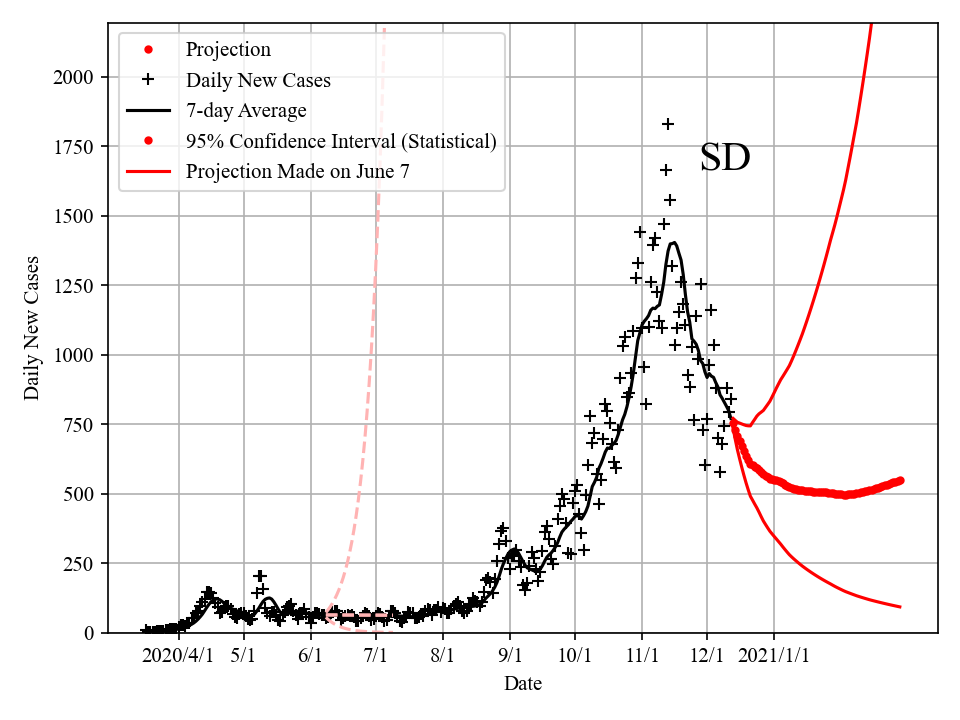 Projection
Daily New Cases
7-day Average
95% Confidence Interval (Statistical)
Projection Made on June 7
SD
Daily New Cases
2000
1750
1500
1250
1000
750
500
250
0
2020/4/1 5/1 6/1 7/1 8/1 9/1 10/1 11/1 12/1 2021/1/1
Date